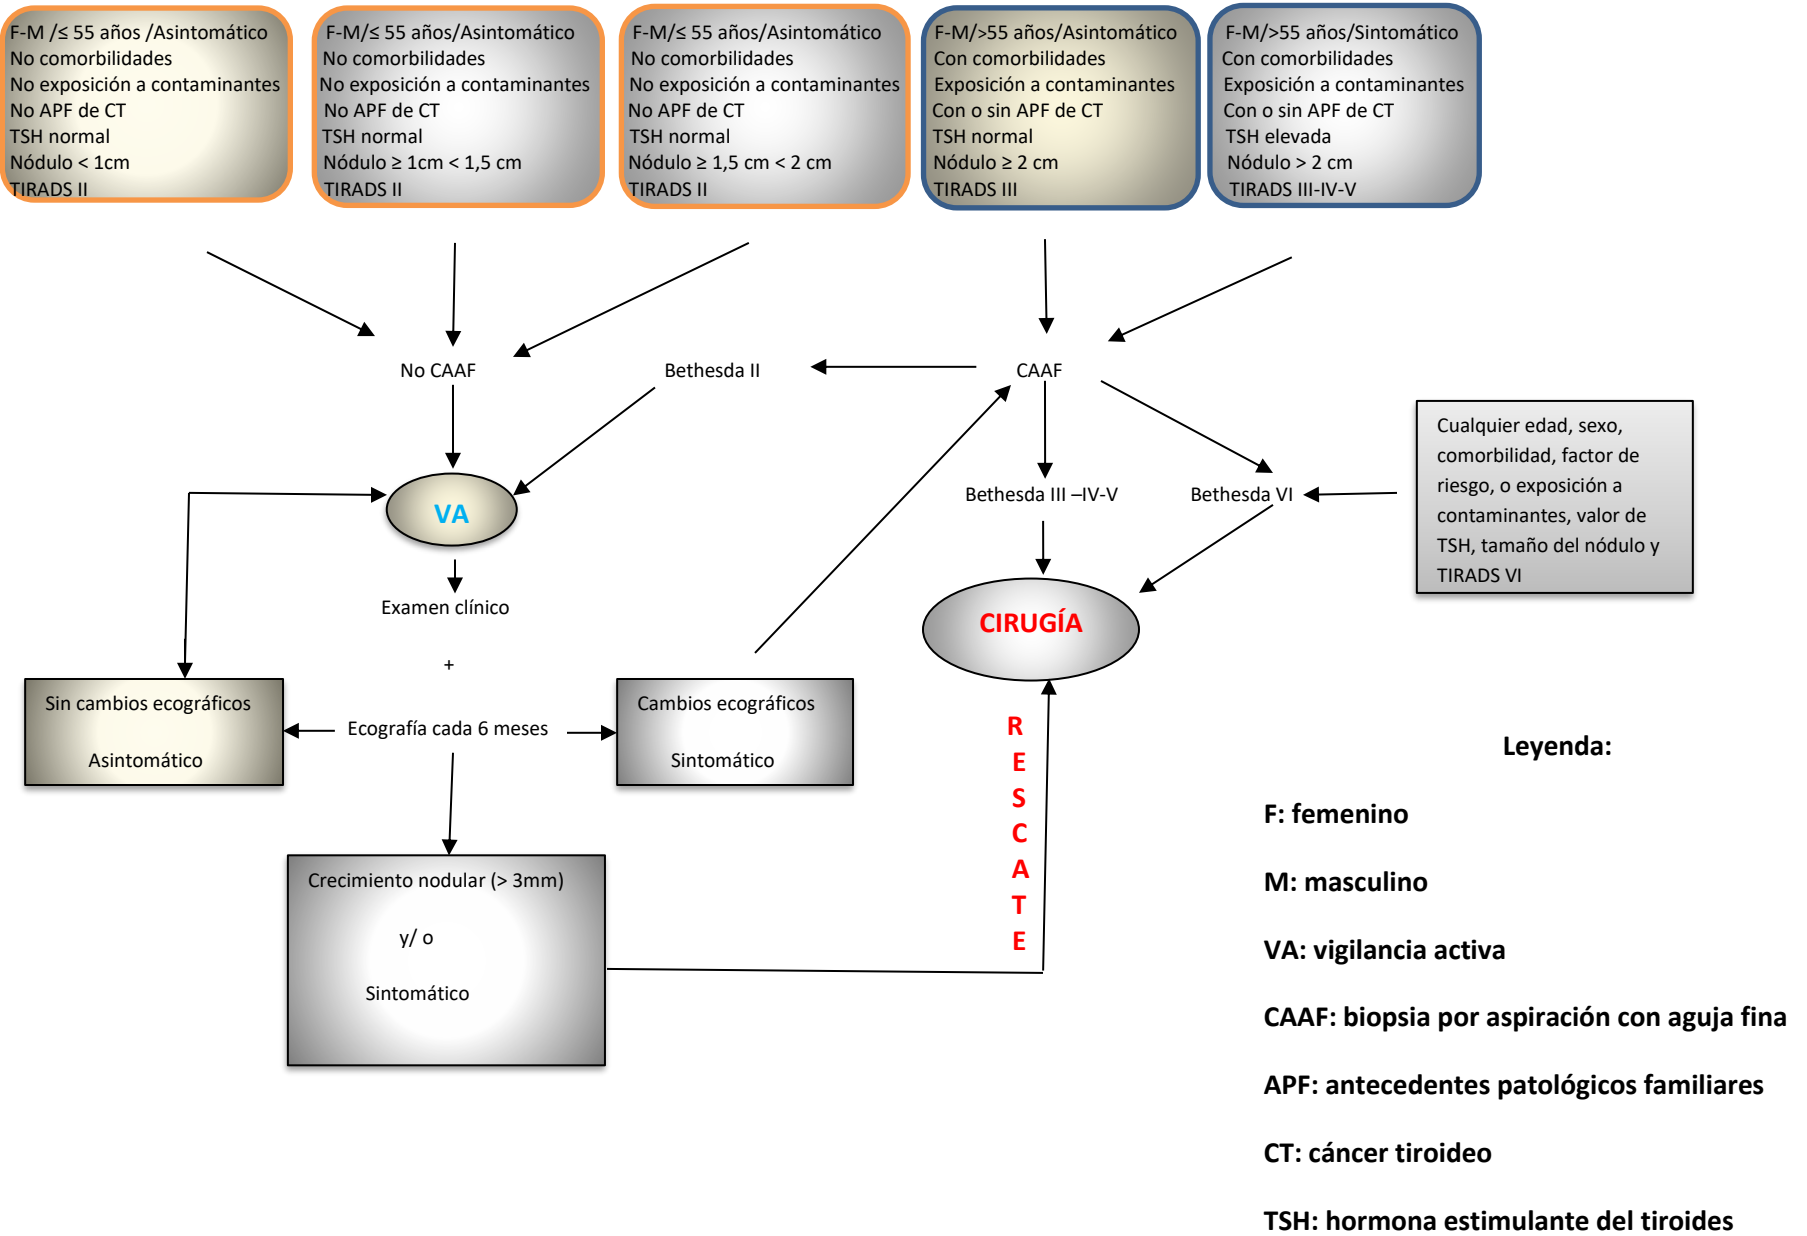 F-M /≤ 55 años /Asintomático
No comorbilidades
No exposición a contaminantes
No APF de CT
TSH normal
Nódulo < 1cm
TIRADS II
F-M/≤ 55 años/Asintomático
No comorbilidades
No exposición a contaminantes
No APF de CT
TSH normal
Nódulo ≥ 1cm < 1,5 cm
TIRADS II
F-M/≤ 55 años/Asintomático
No comorbilidades
No exposición a contaminantes
No APF de CT
TSH normal
Nódulo ≥ 1,5 cm < 2 cm
TIRADS II
F-M/>55 años/Asintomático
Con comorbilidades
Exposición a contaminantes
Con o sin APF de CT
TSH normal
Nódulo ≥ 2 cm
TIRADS III
F-M/>55 años/Sintomático
Con comorbilidades
Exposición a contaminantes
Con o sin APF de CT
TSH elevada
Nódulo > 2 cm
TIRADS III-IV-V
No CAAF
Bethesda II
CAAF
Cualquier edad, sexo,
comorbilidad, factor de
riesgo, o exposición a
contaminantes, valor de
TSH, tamaño del nódulo y
TIRADS VI
VA
Bethesda III –IV-V
Bethesda VI
Examen clínico
+
CIRUGÍA
Sin cambios ecográficos
Asintomático
Ecografía cada 6 meses
Cambios ecográficos
Sintomático
R
E
S
C
A
T
E
Crecimiento nodular (> 3mm)
y/ o
Sintomático
Leyenda:
F: femenino
M: masculino
VA: vigilancia activa
CAAF: biopsia por aspiración con aguja fina
APF: antecedentes patológicos familiares
CT: cáncer tiroideo
TSH: hormona estimulante del tiroides